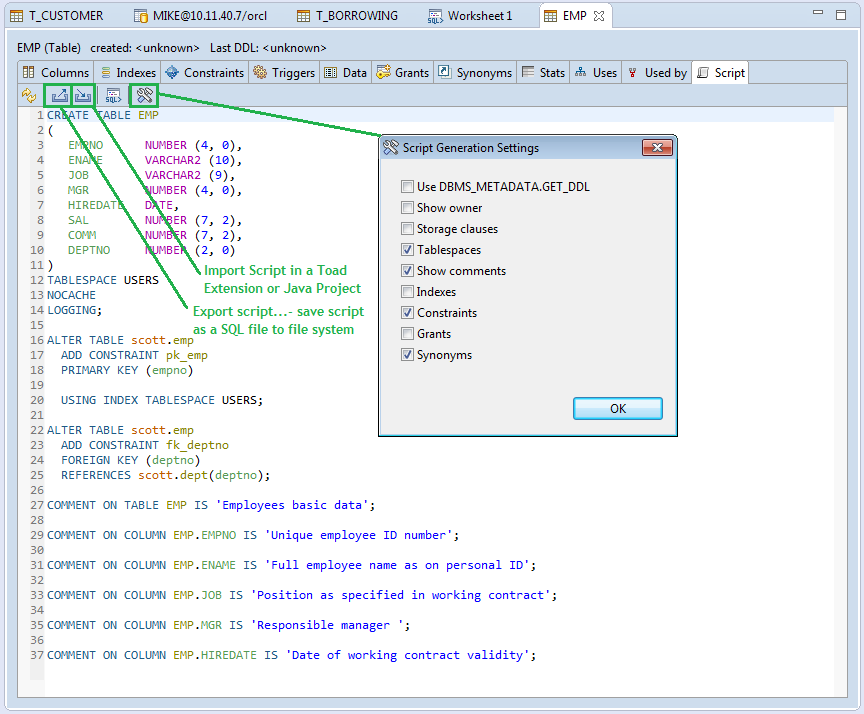 T_CUSTOMER MIKE@10.11.40.7/orcl T_BORROWING Worksheet 1 EMP
EMP (Table) created: <unknown> Last DDL: <unknown>
Columns Indexes Constraints Triggers Data Grants Synonyms Stats Uses Used by Script
SQL>
1 CREATE TABLE EMP
2 (
3 EMPNO NUMBER (4, 0),
4 ENAME VARCHAR2 (10),
5 JOB VARCHAR2 (9),
6 MGR NUMBER (4, 0),
7 HIREDATE DATE,
8 SAL NUMBER (7, 2),
9 COMM NUMBER (7, 2),
10 DEPTNO NUMBER (2, 0)
11 )
12 TABLESPACE USERS
13 NOCACHE
14 LOGGING;
15
16 ALTER TABLE scott.emp
17 ADD CONSTRAINT pk_emp
18 PRIMARY KEY (empno)
19
20 USING INDEX TABLESPACE USERS;
21
22 ALTER TABLE scott.emp
23 ADD CONSTRAINT fk_deptno
24 FOREIGN KEY (deptno)
25 REFERENCES scott.dept(deptno);
26
27 COMMENT ON TABLE EMP IS 'Employees basic data';
28
29 COMMENT ON COLUMN EMP.EMPNO IS 'Unique employee ID number';
30
31 COMMENT ON COLUMN EMP.ENAME IS 'Full employee name as on personal ID';
32
33 COMMENT ON COLUMN EMP.JOB IS 'Position as specified in working contract';
34
35 COMMENT ON COLUMN EMP.MGR IS 'Responsible manager ';
36
37 COMMENT ON COLUMN EMP.HIREDATE IS 'Date of working contract validity';
Import Script in a Toad
Extension or Java Project
Export script...- save script
as a SQL file to file system
Script Generation Settings
Use DBMS_METADATA.GET_DDL
Show owner
Storage clauses
Tablespaces
Show comments
Indexes
Constraints
Grants
Synonyms
OK